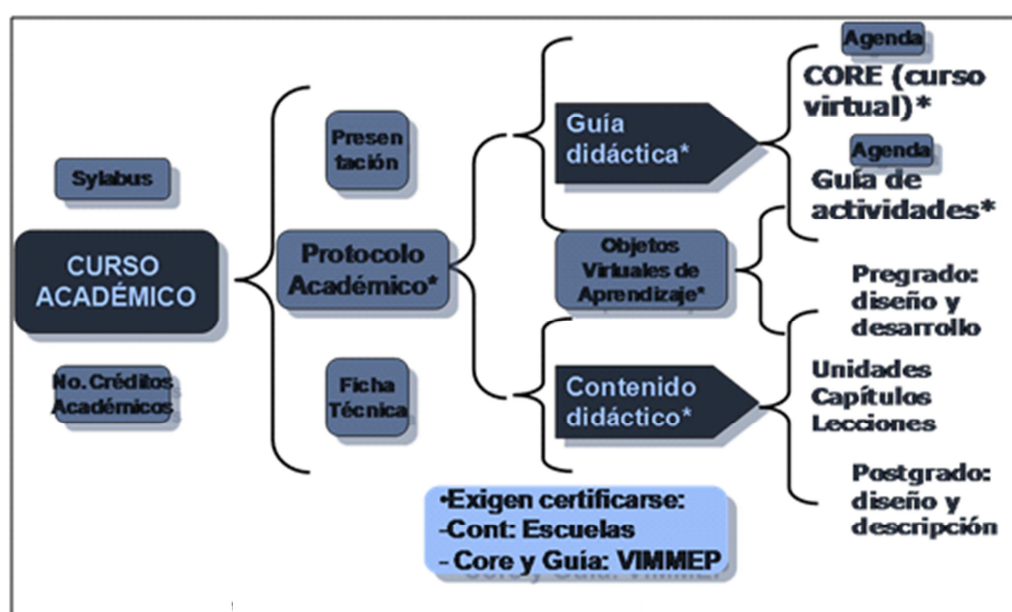 Sylabus
CURSO
ACADÉMICO
No. Créditos
Académicos
Presen
tación
Protocolo
Académico*
Ficha
Técnica
Guía
didáctica*
Objetos
Virtuales de
Aprendizaje*
Contenido
didáctico*
Agenda
CORE (curso
virtual)*
Agenda
Guía de
actividades*
Pregrado:
diseño y
desarrollo
Unidades
Capítulos
Lecciones
Postgrado:
diseño y
descripción
•Exigen certificarse:
-Cont: Escuelas
- Core y Guía: VIMMEP